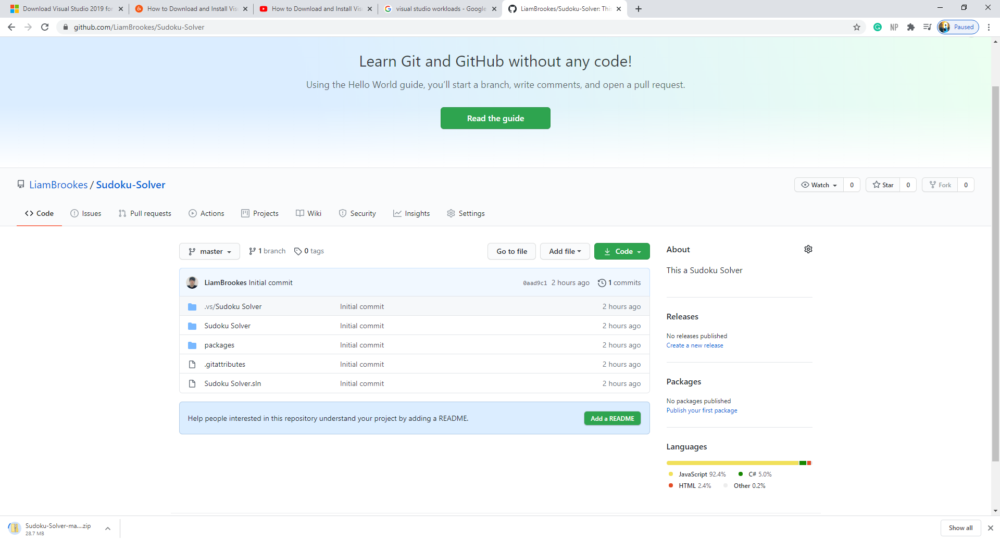 Download Visual Studio 2019 for
How to Download and Install Vis
How to Download and Install Vis
visual studio workloads - Google
LiamBrookes/Sudoku-Solver: This
github.com/LiamBrookes/Sudoku-Solver
NP
Paused
Learn Git and GitHub without any code!
Using the Hello World guide, you’ll start a branch, write comments, and open a pull request.
Read the guide
LiamBrookes / Sudoku-Solver
Watch 0
Star 0
Fork 0
Code
Issues
Pull requests
Actions
Projects
Wiki
Security
Insights
Settings
master
1 branch
0 tags
Go to file
Add file
Code
LiamBrookes Initial commit
0aad9c1 2 hours ago
1 commits
.vs/Sudoku Solver Initial commit 2 hours ago
Sudoku Solver Initial commit 2 hours ago
packages Initial commit 2 hours ago
.gitattributes Initial commit 2 hours ago
Sudoku Solver.sln Initial commit 2 hours ago
Help people interested in this repository understand your project by adding a README.
Add a README
About
This a Sudoku Solver
Releases
No releases published
Create a new release
Packages
No packages published
Publish your first package
Languages
JavaScript 92.4% C# 5.0%
HTML 2.4% Other 0.2%
Sudoku-Solver-ma....zip
28.7 MB
Show all